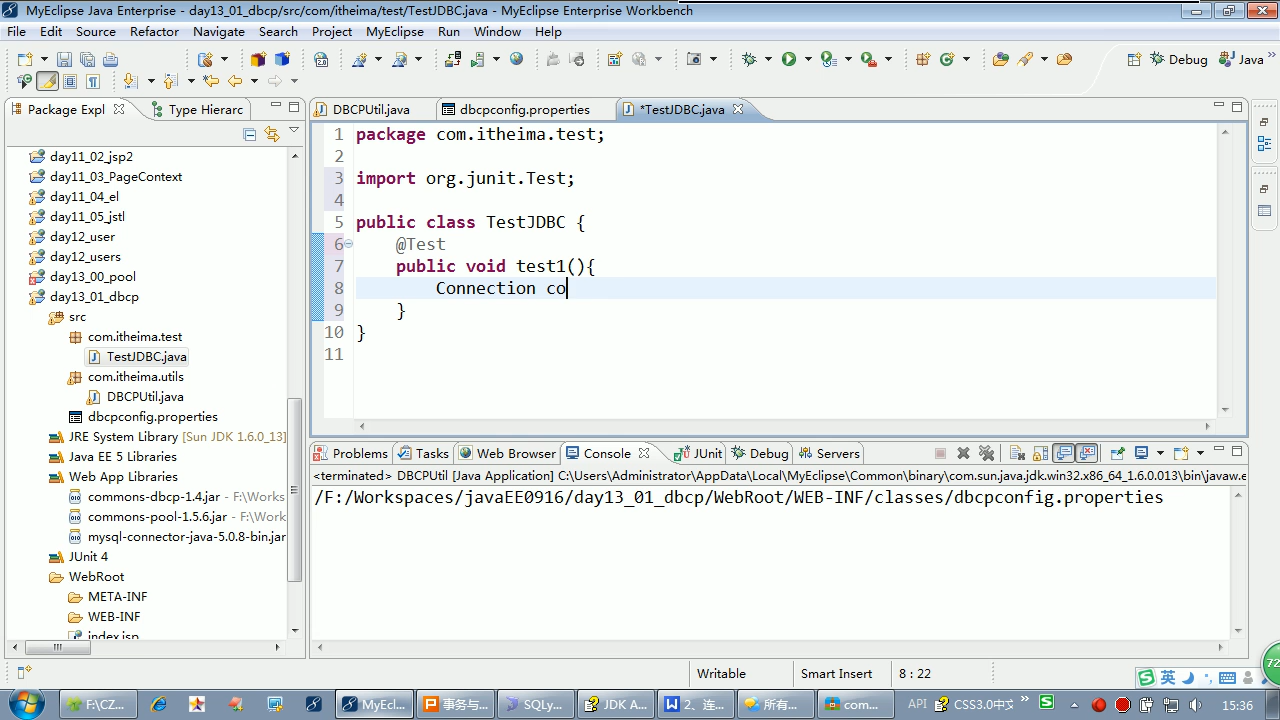 MyEclipse Java Enterprise - day13_01_dbcp/src/com/itheima/test/TestJDBC.java - MyEclipse Enterprise Workbench
File Edit Source Refactor Navigate Search Project MyEclipse Run Window Help
Debug Java
Package Expl Type Hierarc
DBCPUtil.java dbcpconfig.properties *TestJDBC.java
day11_02_jsp2
day11_03_PageContext
day11_04_el
day11_05_jstl
day12_user
day12_users
day13_00_pool
day13_01_dbcp
src
com.itheima.test
TestJDBC.java
com.itheima.utils
DBCPUtil.java
dbcpconfig.properties
JRE System Library [Sun JDK 1.6.0_13]
Java EE 5 Libraries
Web App Libraries
commons-dbcp-1.4.jar - F:\Works
commons-pool-1.5.6.jar - F:\Work
mysql-connector-java-5.0.8-bin.jar
JUnit 4
WebRoot
META-INF
WEB-INF
index.jsp
1 package com.itheima.test;
2
3 import org.junit.Test;
4
5 public class TestJDBC {
6 @Test
7 public void test1(){
8 Connection co
9 }
10 }
11
Problems Tasks Web Browser Console JUnit Debug Servers
<terminated> DBCPUtil [Java Application] C:\Users\Administrator\AppData\Local\MyEclipse\Common\binary\com.sun.java.jdk.win32.x86_64_1.6.0.013\bin\javaw.e
/F:/Workspaces/javaEE0916/day13_01_dbcp/WebRoot/WEB-INF/classes/dbcpconfig.properties
Writable Smart Insert 8 : 22
英
72
F:\CZ... MyEcl... 事务与... SQLy... JDK A... 2、连... 所有... com... API CSS3.0中文 15:36